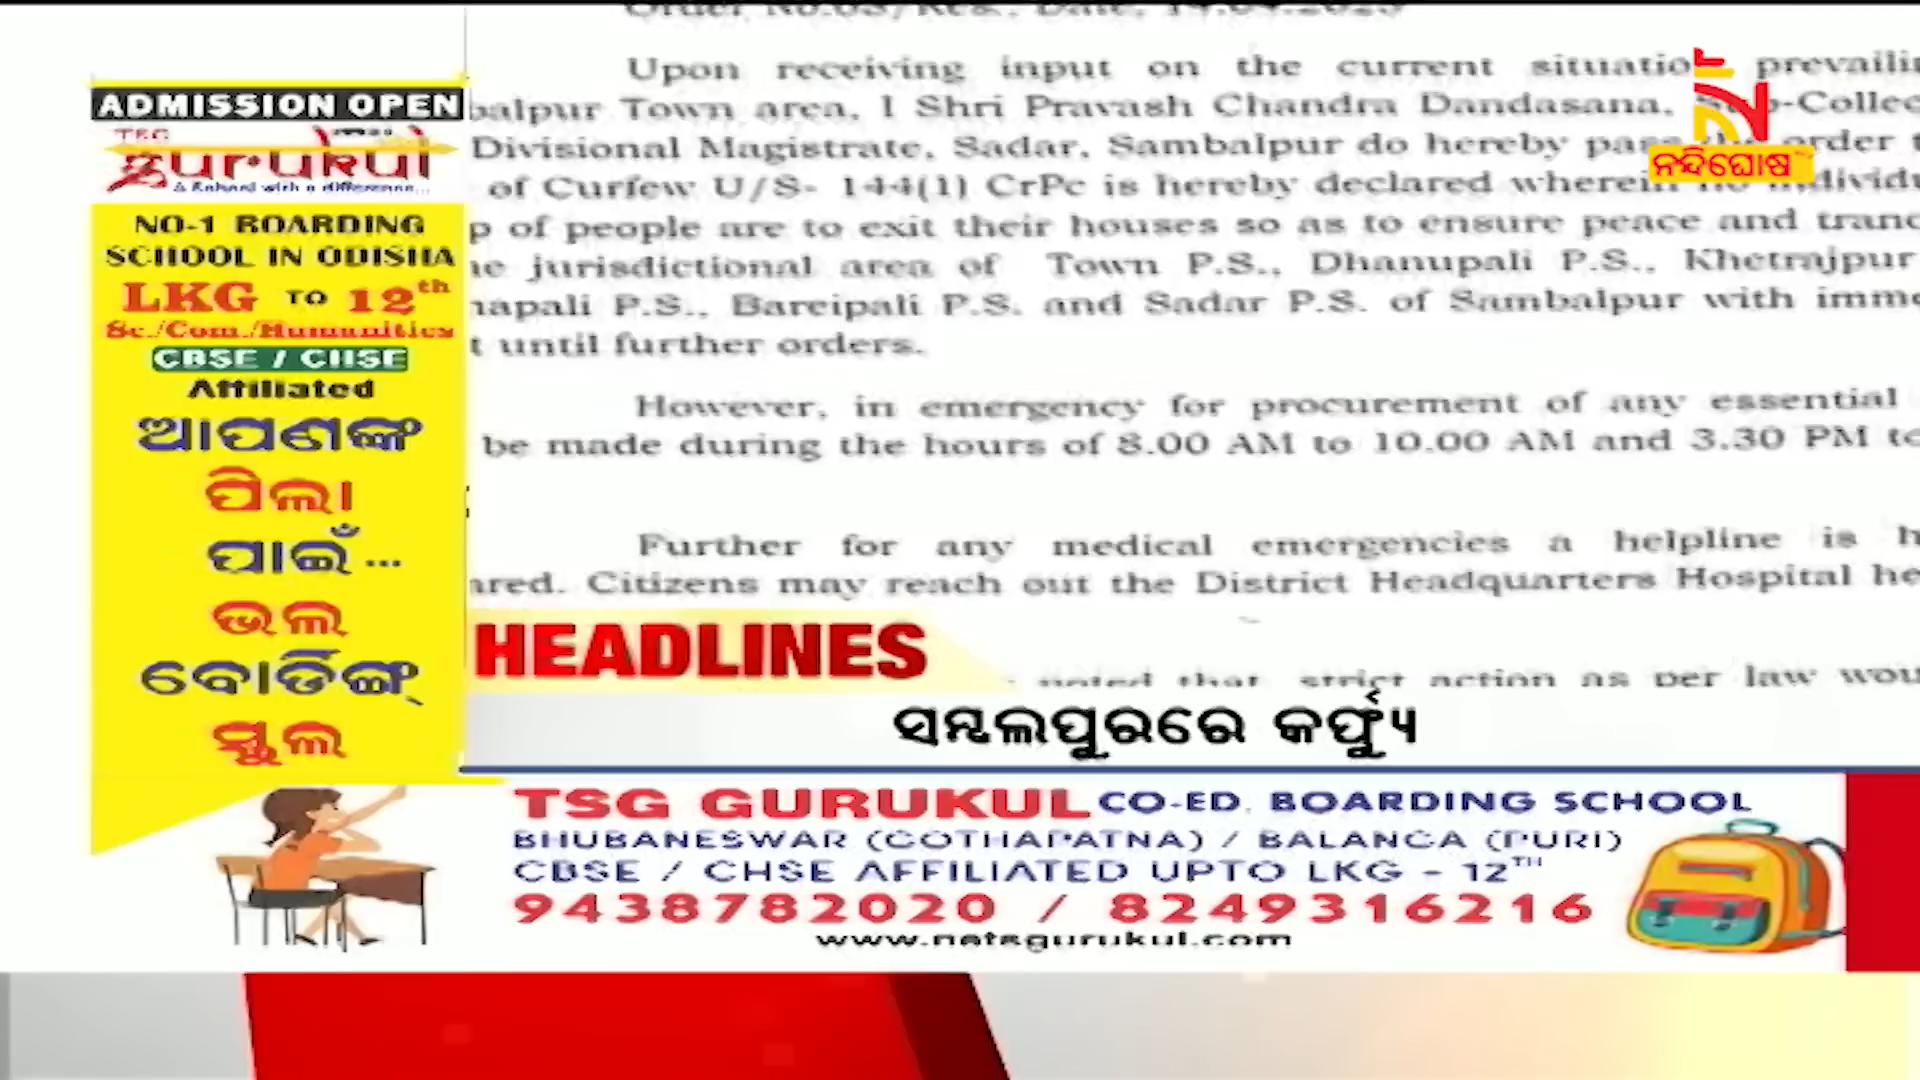 Upon receiving input on the current situation prevailin
balpur Town area, I Shri Pravash Chandra Dandasana, Sub-Collec
Divisional Magistrate, Sadar, Sambalpur do hereby pass the order
of Curfew U/S- 144(1) CrPc is hereby declared wherein no individu
p of people are to exit their houses so as to ensure peace and tranq
he jurisdictional area of Town P.S., Dhanupali P.S., Khetrajpur
hapali P.S., Bareipali P.S. and Sadar P.S. of Sambalpur with imme
t until further orders.
However, in emergency for procurement of any essential
be made during the hours of 8.00 AM to 10.00 AM and 3.30 PM to
Further for any medical emergencies a helpline is h
ared. Citizens may reach out the District Headquarters Hospital he
noted that strict action as per law wou
ନନ୍ଦିଘୋଷ
ADMISSION OPEN
TSG
gurukul
A School with a difference...
NO-1 BOARDING
SCHOOL IN ODISHA
LKG TO 12th
Sc./Com./Humanities
CBSE / CHSE
Affiliated
ଆପଣଙ୍କ
ପିଲା
ପାଇଁ...
ଭଲ
ବୋର୍ଡିଙ୍ଗ୍
ସ୍କୁଲ
HEADLINES
ସମ୍ବଲପୁରରେ କର୍ଫ୍ୟୁ
TSG GURUKUL CO-ED. BOARDING SCHOOL
BHUBANESWAR (GOTHAPATNA) / BALANGA (PURI)
CBSE / CHSE AFFILIATED UPTO LKG - 12TH
9438782020 / 8249316216
www.natsgurukul.com